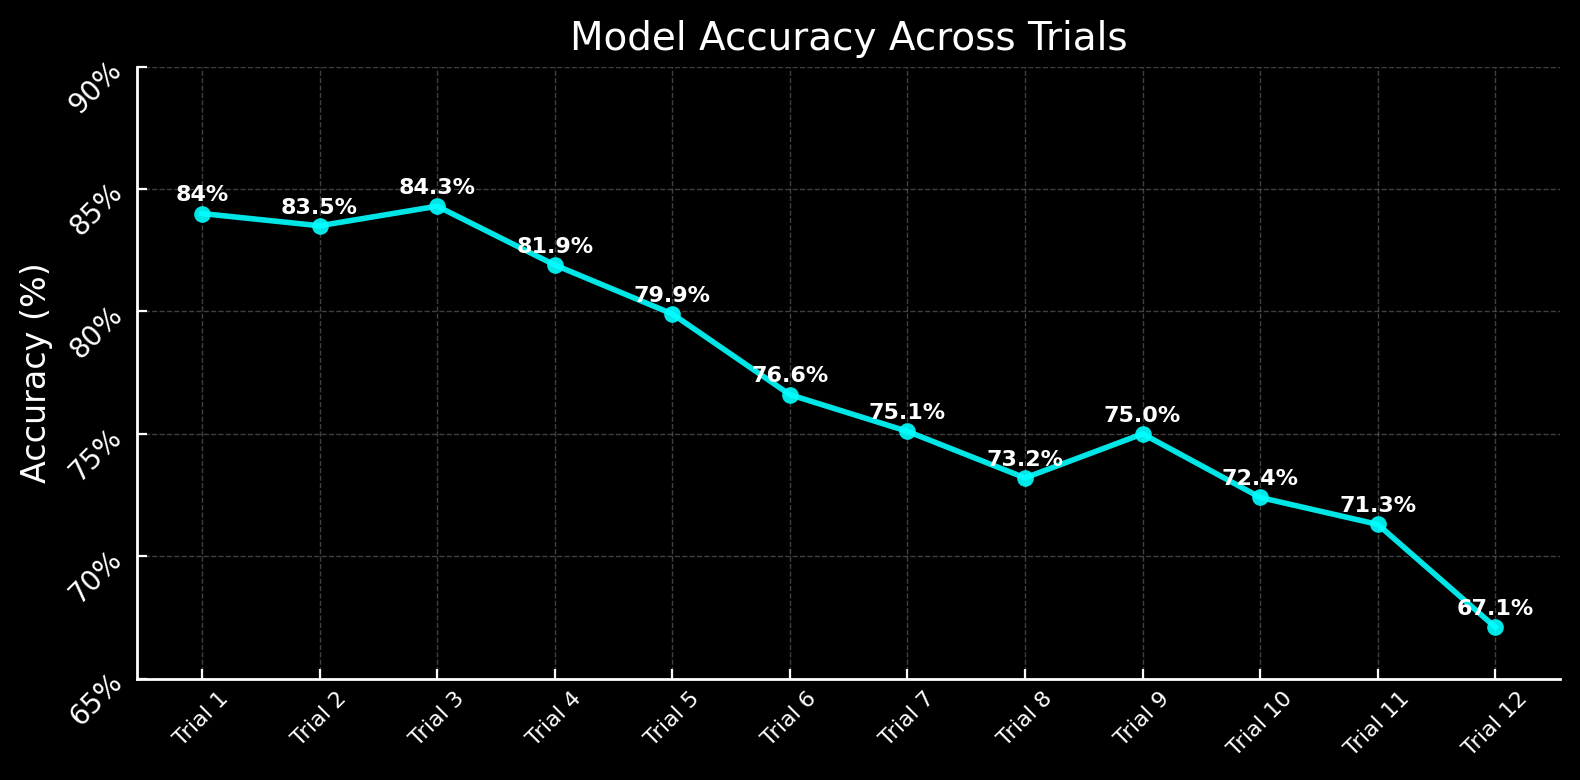 Model Accuracy Across Trials
Accuracy (%)
90%
85%
80%
75%
70%
65%
84%
83.5%
84.3%
81.9%
79.9%
76.6%
75.1%
73.2%
75.0%
72.4%
71.3%
67.1%
Trial 1
Trial 2
Trial 3
Trial 4
Trial 5
Trial 6
Trial 7
Trial 8
Trial 9
Trial 10
Trial 11
Trial 12